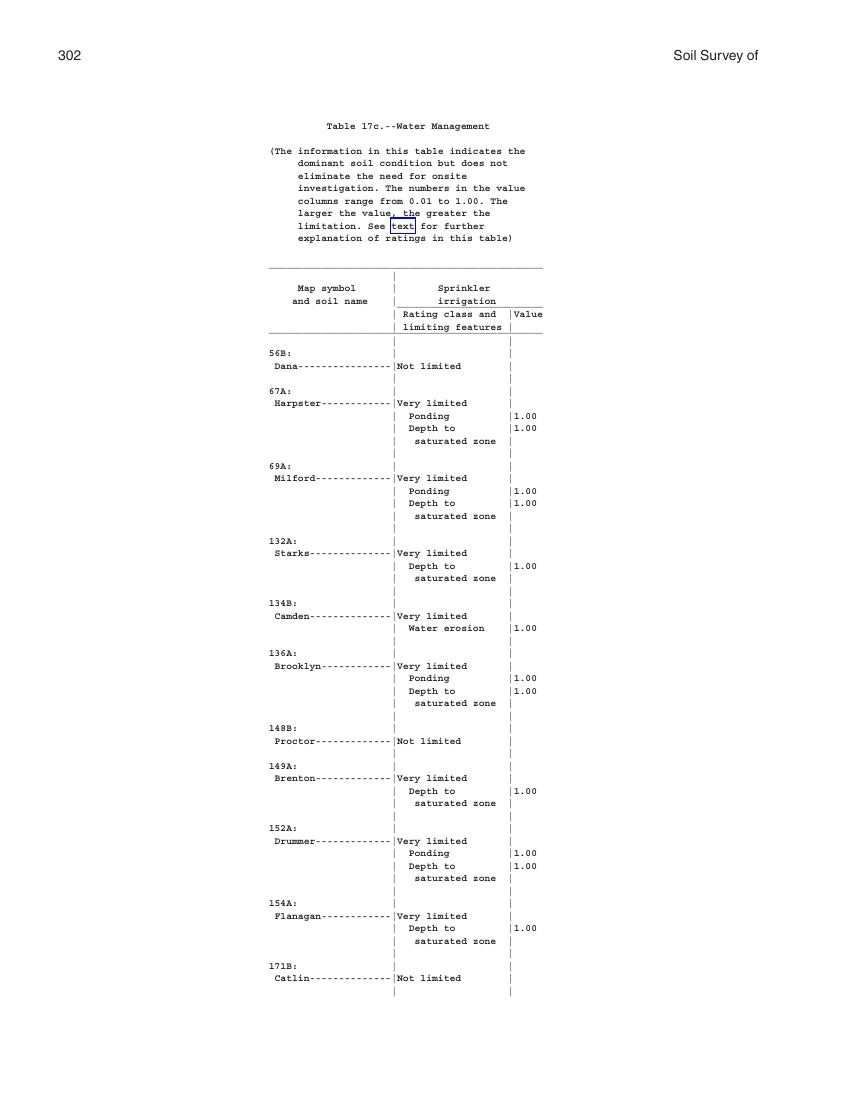 302
Soil Survey of
Table 17c.--Water Management
(The information in this table indicates the
dominant soil condition but does not
eliminate the need for onsite
investigation. The numbers in the value
columns range from 0.01 to 1.00. The
larger the value, the greater the
limitation. See text for further
explanation of ratings in this table)
Map symbol | Sprinkler
and soil name | irrigation
| Rating class and |Value
| limiting features |
56B:
Dana---------------|Not limited
67A:
Harpster------------|Very limited
Ponding |1.00
Depth to |1.00
saturated zone
69A:
Milford-------------|Very limited
Ponding |1.00
Depth to |1.00
saturated zone
132A:
Starks--------------|Very limited
Depth to |1.00
saturated zone
134B:
Camden-------------|Very limited
Water erosion |1.00
136A:
Brooklyn------------|Very limited
Ponding |1.00
Depth to |1.00
saturated zone
148B:
Proctor-------------|Not limited
149A:
Brenton-------------|Very limited
Depth to |1.00
saturated zone
152A:
Drummer-------------|Very limited
Ponding |1.00
Depth to |1.00
saturated zone
154A:
Flanagan------------|Very limited
Depth to |1.00
saturated zone
171B:
Catlin--------------|Not limited